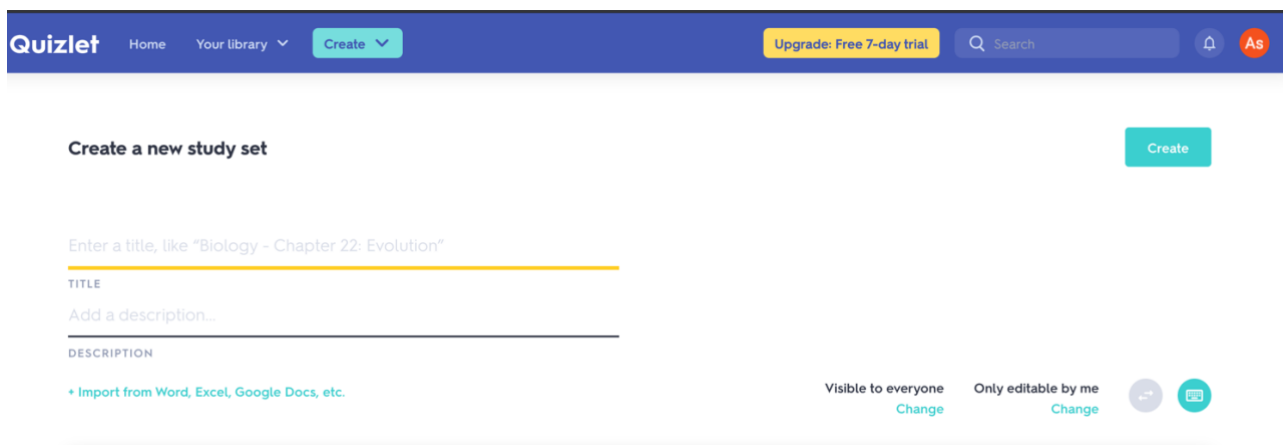 Quizlet Home Your library Create Upgrade: Free 7-day trial Search As
Create a new study set Create
Enter a title, like “Biology - Chapter 22: Evolution”
TITLE
Add a description...
DESCRIPTION
+ Import from Word, Excel, Google Docs, etc. Visible to everyone Only editable by me
Change Change